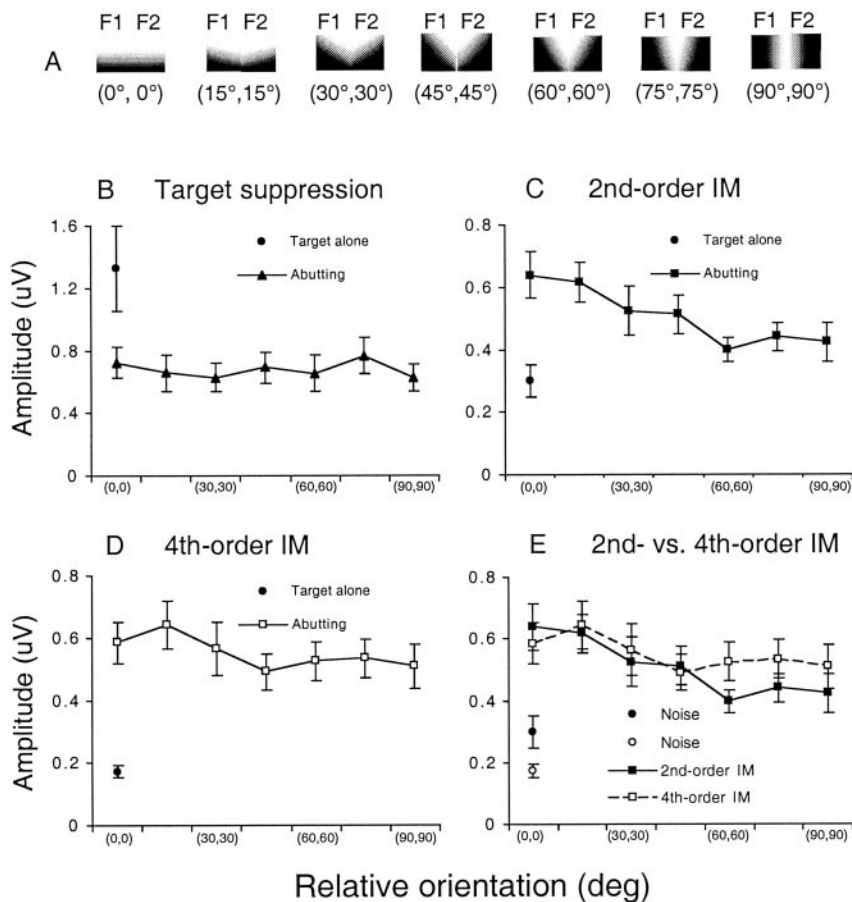 F1 F2 F1 F2 F1 F2 F1 F2 F1 F2 F1 F2 F1 F2
A
(0°, 0°) (15°,15°) (30°,30°) (45°,45°) (60°,60°) (75°,75°) (90°,90°)
B Target suppression
Amplitude (uV)
1.6
1.2
0.8
0.4
0
Target alone
Abutting
(0,0) (30,30) (60,60) (90,90)
C 2nd-order IM
0.8
0.6
0.4
0.2
0
Target alone
Abutting
(0,0) (30,30) (60,60) (90,90)
D 4th-order IM
Amplitude (uV)
0.8
0.6
0.4
0.2
0
Target alone
Abutting
(0,0) (30,30) (60,60) (90,90)
E 2nd- vs. 4th-order IM
0.8
0.6
0.4
0.2
0
Noise
Noise
2nd-order IM
4th-order IM
(0,0) (30,30) (60,60) (90,90)
Relative orientation (deg)